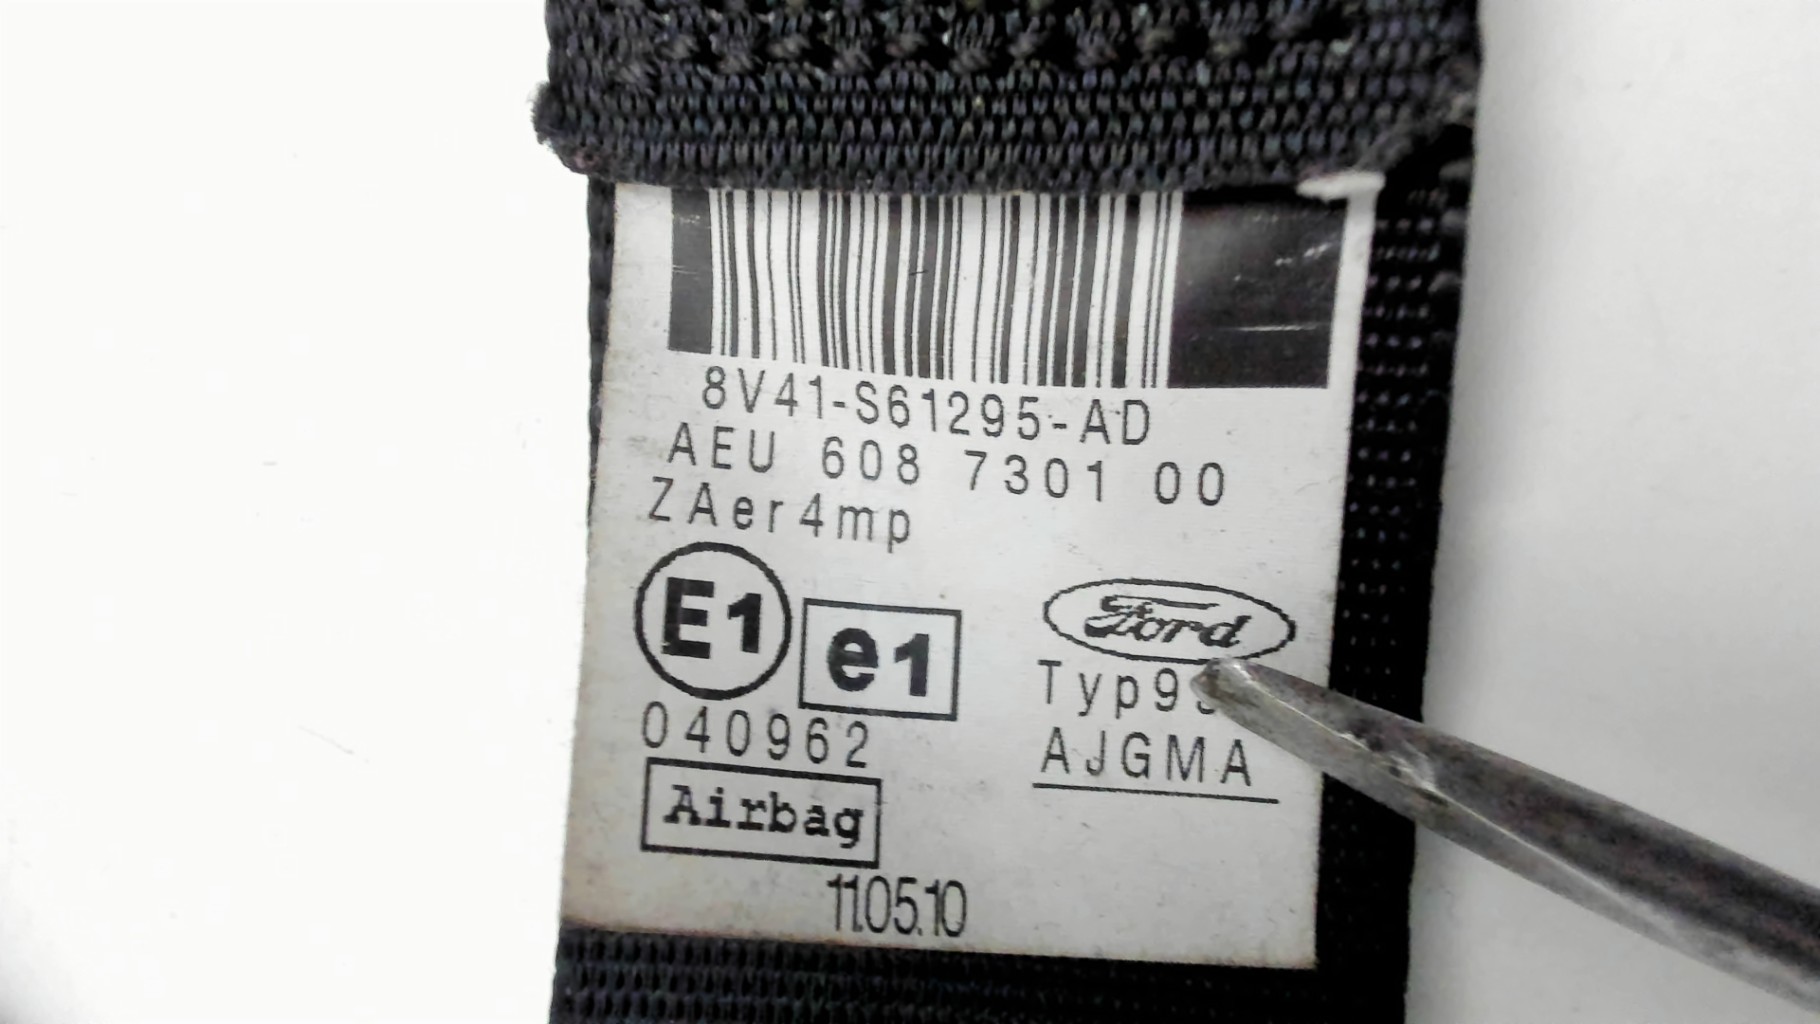 8V41-S61295-AD
AEU 608 7301 00
ZAer4mp
E1
e1
Ford
040962
AJGMA
Airbag
11.05.10